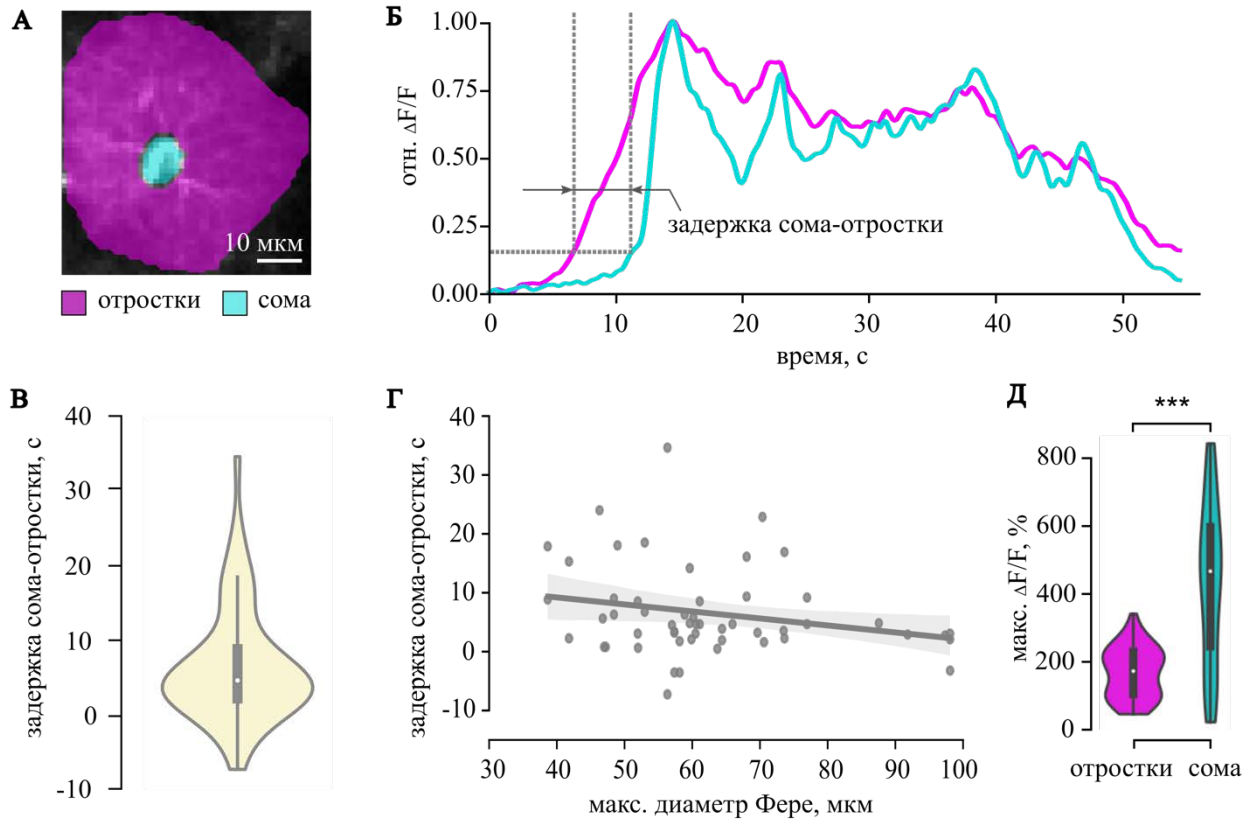 А
10 мкм
отростки
сома
Б
1.00
0.75
0.50
0.25
0.00
отн. ΔF/F
задержка сома-отростки
0
10
20
30
40
50
время, с
В
40
30
20
10
0
-10
задержка сома-отростки, с
Г
40
30
20
10
0
-10
задержка сома-отростки, с
30
40
50
60
70
80
90
100
макс. диаметр Фере, мкм
Д
***
800
600
400
200
0
макс. ΔF/F, %
отростки
сома